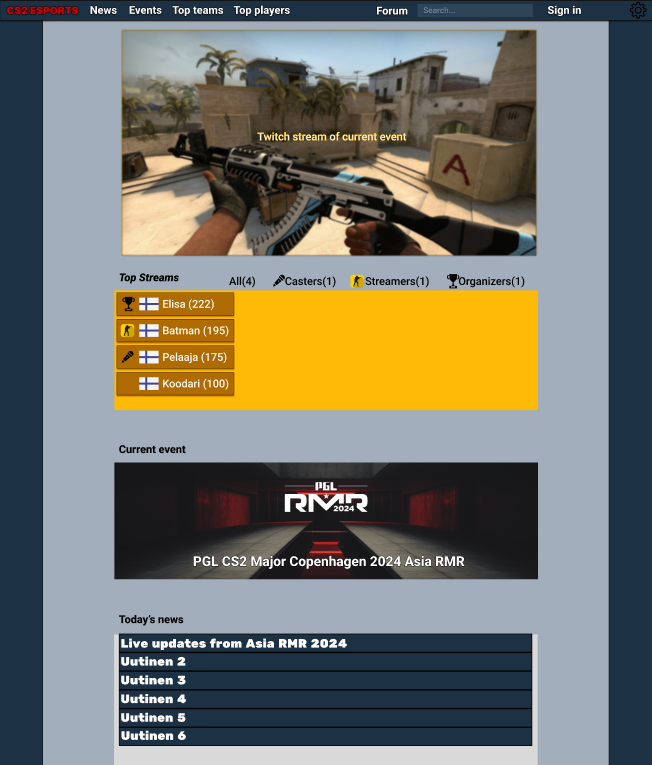 CS2 ESPORTS News Events Top teams Top players Forum Search... Sign in
Twitch stream of current event
A
Top Streams All(4) Casters(1) Streamers(1) Organizers(1)
Elisa (222)
Batman (195)
Pelaaja (175)
Koodari (100)
Current event
PGL
RMR
2024
PGL CS2 Major Copenhagen 2024 Asia RMR
Today's news
Live updates from Asia RMR 2024
Uutinen 2
Uutinen 3
Uutinen 4
Uutinen 5
Uutinen 6